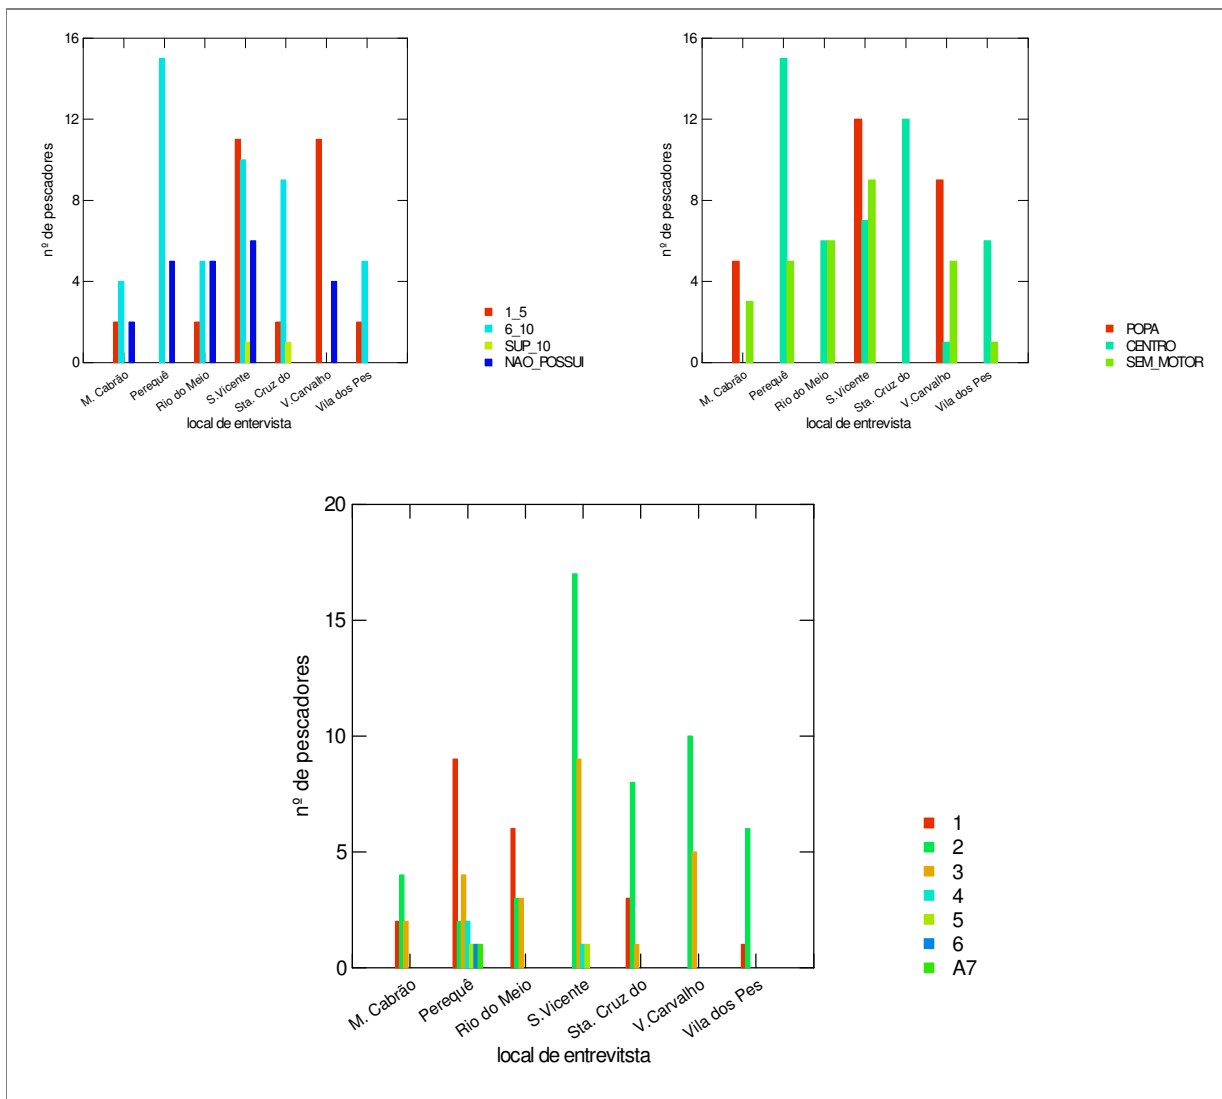 16
12
8
4
0
nº de pescadores
M. Cabrão
Perequê
Rio do Meio
S.Vicente
Sta. Cruz do
V.Carvalho
Vila dos Pes
local de entervista
1_5
6_10
SUP_10
NAO_POSSUI
16
12
8
4
0
nº de pescadores
M. Cabrão
Perequê
Rio do Meio
S.Vicente
Sta. Cruz do
V.Carvalho
Vila dos Pes
local de entrevista
POPA
CENTRO
SEM_MOTOR
20
15
10
5
0
nº de pescadores
M. Cabrão
Perequê
Rio do Meio
S.Vicente
Sta. Cruz do
V.Carvalho
Vila dos Pes
local de entrevitsta
1
2
3
4
5
6
A7